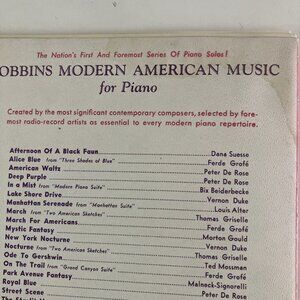 The Nation's First And Foremost Series Of Piano Solos!
OBBINS MODERN AMERICAN MUSIC
for Piano
Created by the most significant contemporary composers, selected by fore-
most radio-record artists as essential to every modern piano repertoire.
Afternoon Of A Black Faun Dana Suesse
Alice Blue from "Three Shades of Blue" Ferde Grofé
American Waltz Peter De Rose
Deep Purple Peter De Rose
In a Mist from "Modern Piano Suite" Bix Beiderbecke
Lake Shore Drive Vernon Duke
Manhattan Serenade from "Manhattan Suite" Louis Alter
March from "Two American Sketches" Thomas Griselle
March For Americans Ferde Grofé
Mystic Fantasy Morton Gould
New York Nocturne Vernon Duke
Nocturne from "Two American Sketches" Thomas Griselle
Ode To Gershwin Ted Mossman
On The Trail from "Grand Canyon Suite" Ferde Grofé
Park Avenue Fantasy Malneck-Signorelli
Royal Blue Peter De Rose
Street Scene